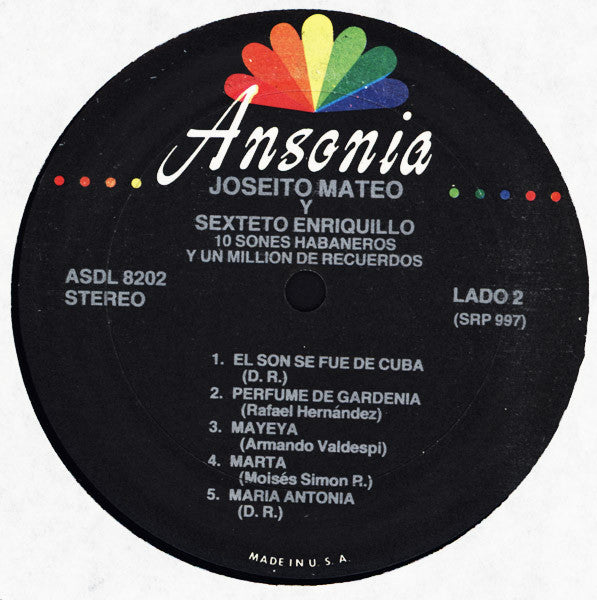 Ansonia
JOSEITO MATEO
Y
SEXTETO ENRIQUILLO
10 SONES HABANEROS
Y UN MILLION DE RECUERDOS
ASDL 8202
STEREO
LADO 2
(SRP 997)
1. EL SON SE FUE DE CUBA
(D. R.)
2. PERFUME DE GARDENIA
(Rafael Hernández)
3. MAYEYA
(Armando Valdespi)
4. MARTA
(Moisés Simon R.)
5. MARIA ANTONIA
(D. R.)
MADE IN U. S. A.